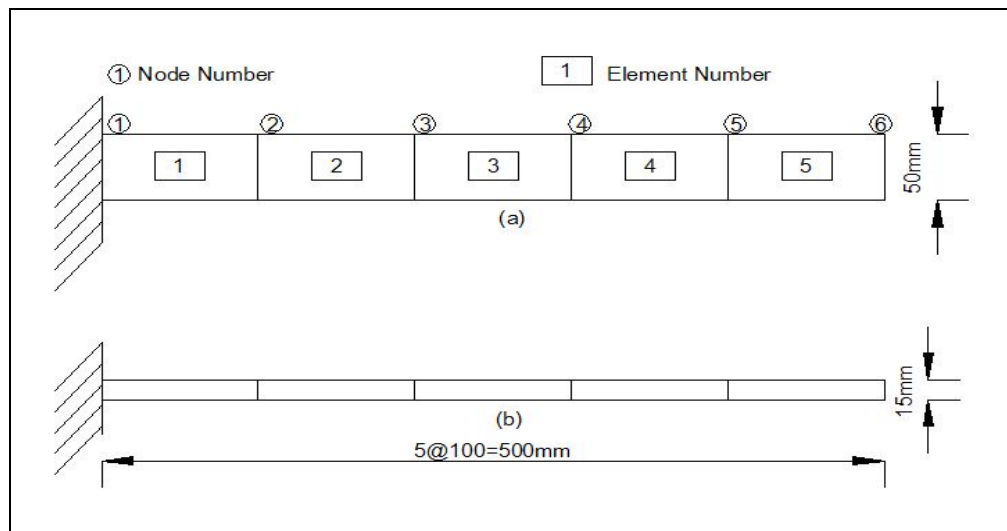 ① Node Number
1 Element Number
① ② ③ ④ ⑤ ⑥
1 2 3 4 5
50mm
(a)
15mm
(b)
5@100=500mm